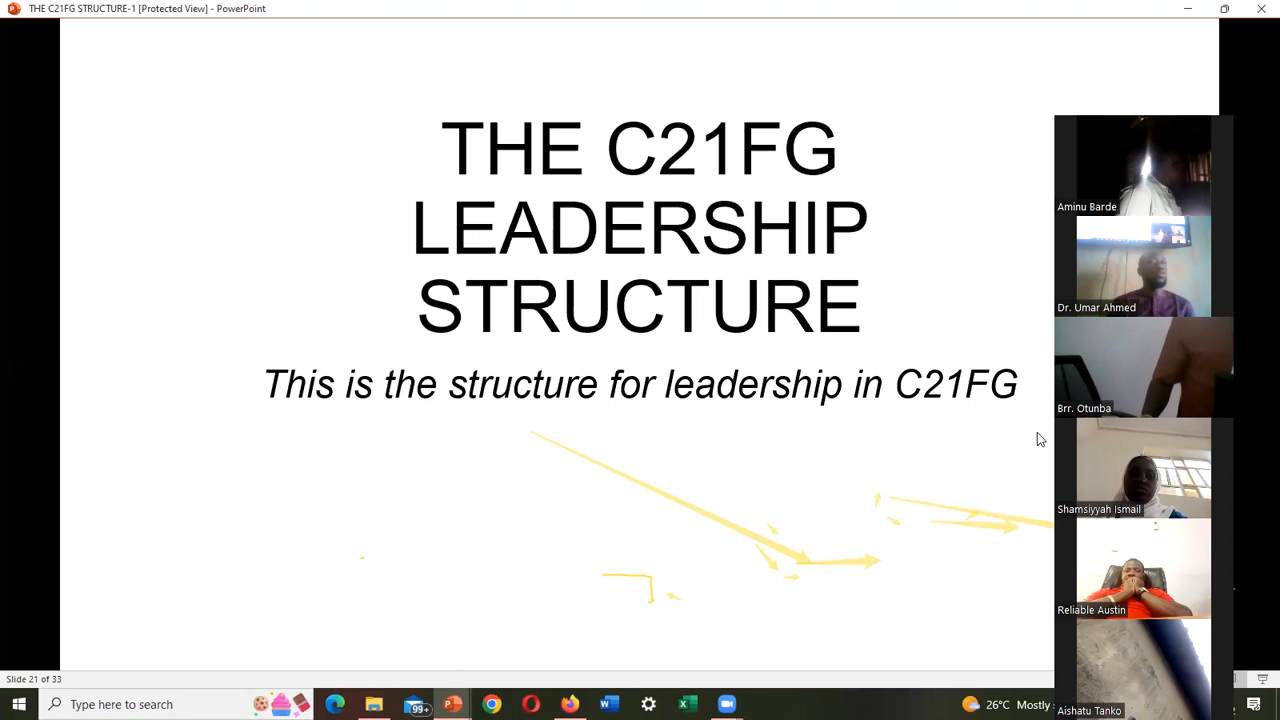 THE C21FG STRUCTURE-1 [Protected View] - PowerPoint
THE C21FG
LEADERSHIP
STRUCTURE
This is the structure for leadership in C21FG
Aminu Barde
Dr. Umar Ahmed
Brr. Otunba
Shamsiyyah Ismail
Reliable Austin
Aishatu Tanko
Slide 21 of 33
Type here to search
99+
26°C Mostly s